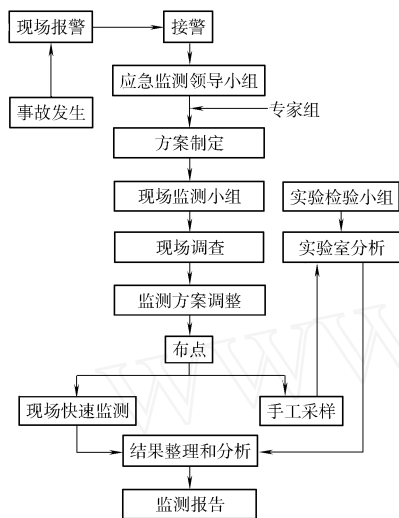 现场报警
接警
应急监测领导小组
事故发生
专家组
方案制定
现场监测小组
实验检验小组
现场调查
实验室分析
监测方案调整
布点
现场快速监测
手工采样
结果整理和分析
监测报告
WWW